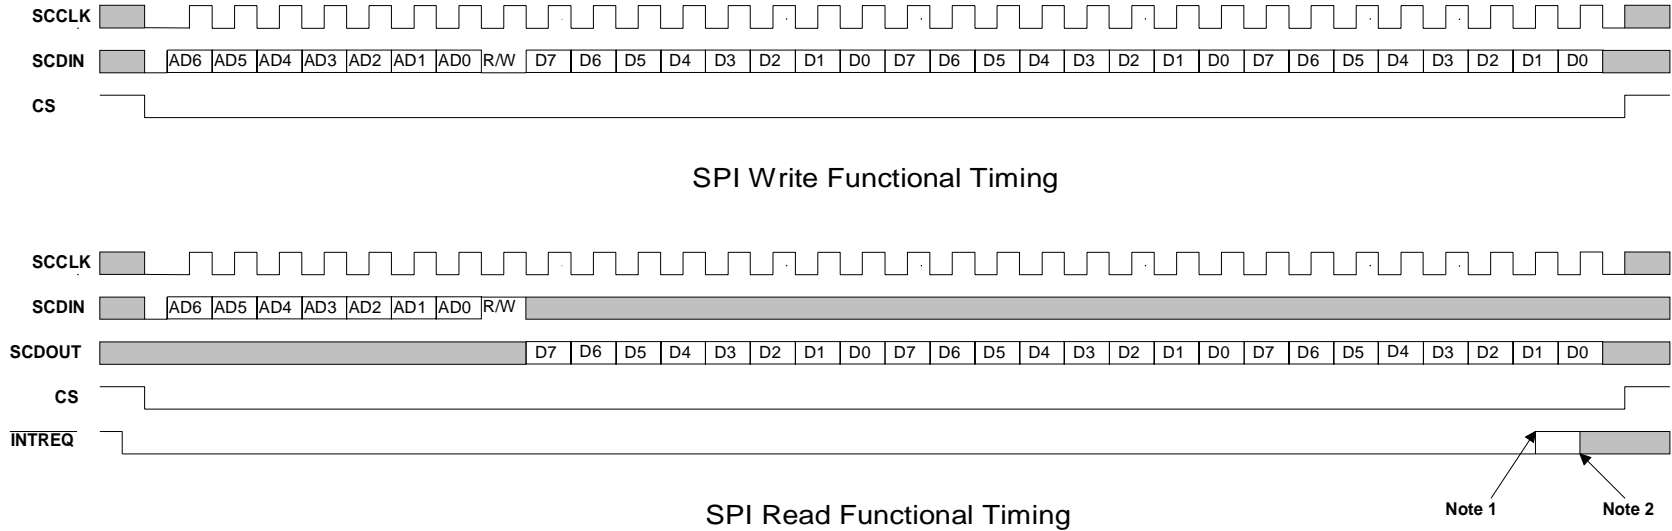 SCCLK
SCDIN AD6 AD5 AD4 AD3 AD2 AD1 AD0 R/W D7 D6 D5 D4 D3 D2 D1 D0 D7 D6 D5 D4 D3 D2 D1 D0 D7 D6 D5 D4 D3 D2 D1 D0
CS
SPI Write Functional Timing
SCCLK
SCDIN AD6 AD5 AD4 AD3 AD2 AD1 AD0 R/W
SCDOUT D7 D6 D5 D4 D3 D2 D1 D0 D7 D6 D5 D4 D3 D2 D1 D0 D7 D6 D5 D4 D3 D2 D1 D0
CS
INTREQ
Note 1 Note 2
SPI Read Functional Timing